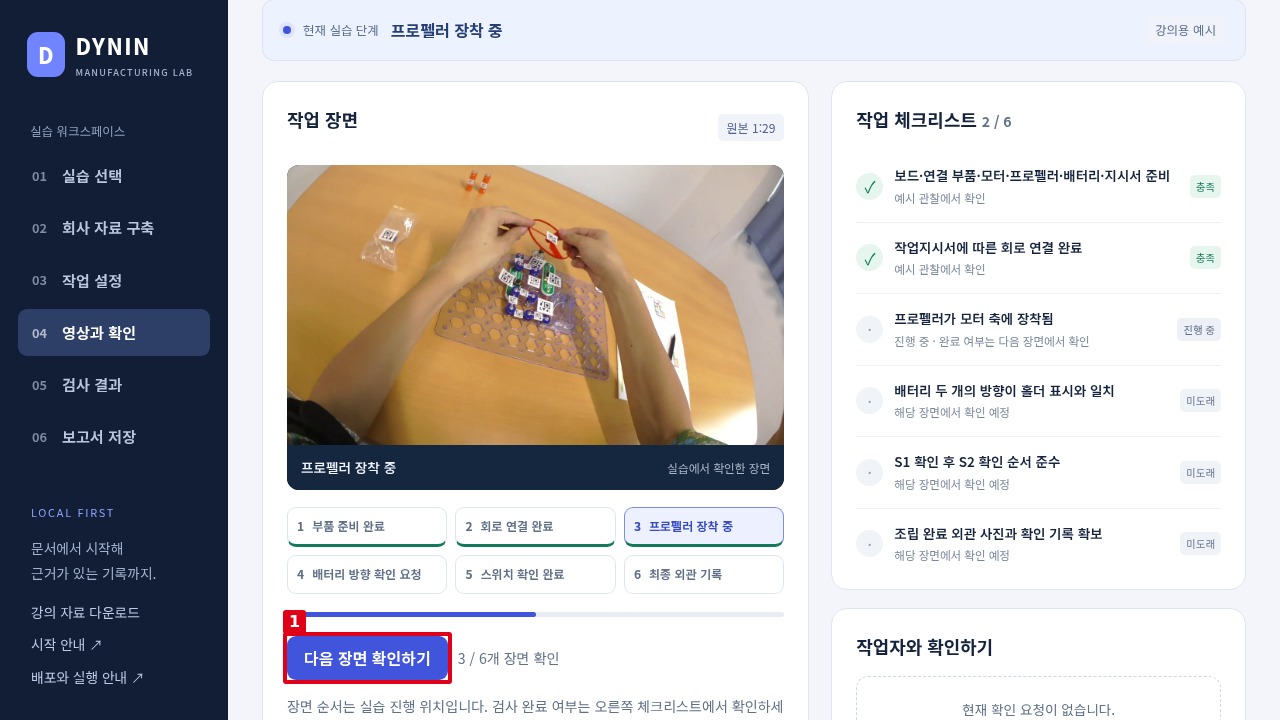 D DYNIN
MANUFACTURING LAB
실습 워크스페이스
01 실습 선택
02 회사 자료 구축
03 작업 설정
04 영상과 확인
05 검사 결과
06 보고서 저장
LOCAL FIRST
문서에서 시작해
근거가 있는 기록까지.
강의 자료 다운로드
시작 안내 ↗
배포와 실행 안내 ↗
현재 실습 단계 프로펠러 장착 중
강의용 예시
작업 장면
원본 1:29
프로펠러 장착 중
실습에서 확인한 장면
1 부품 준비 완료
2 회로 연결 완료
3 프로펠러 장착 중
4 배터리 방향 확인 요청
5 스위치 확인 완료
6 최종 외관 기록
1
다음 장면 확인하기
3 / 6개 장면 확인
장면 순서는 실습 진행 위치입니다. 검사 완료 여부는 오른쪽 체크리스트에서 확인하세
작업 체크리스트 2 / 6
✓ 보드·연결 부품·모터·프로펠러·배터리·지시서 준비
예시 관찰에서 확인
충족
✓ 작업지시서에 따른 회로 연결 완료
예시 관찰에서 확인
충족
· 프로펠러가 모터 축에 장착됨
진행 중 · 완료 여부는 다음 장면에서 확인
진행 중
· 배터리 두 개의 방향이 홀더 표시와 일치
해당 장면에서 확인 예정
미도래
· S1 확인 후 S2 확인 순서 준수
해당 장면에서 확인 예정
미도래
· 조립 완료 외관 사진과 확인 기록 확보
해당 장면에서 확인 예정
미도래
작업자와 확인하기
현재 확인 요청이 없습니다.